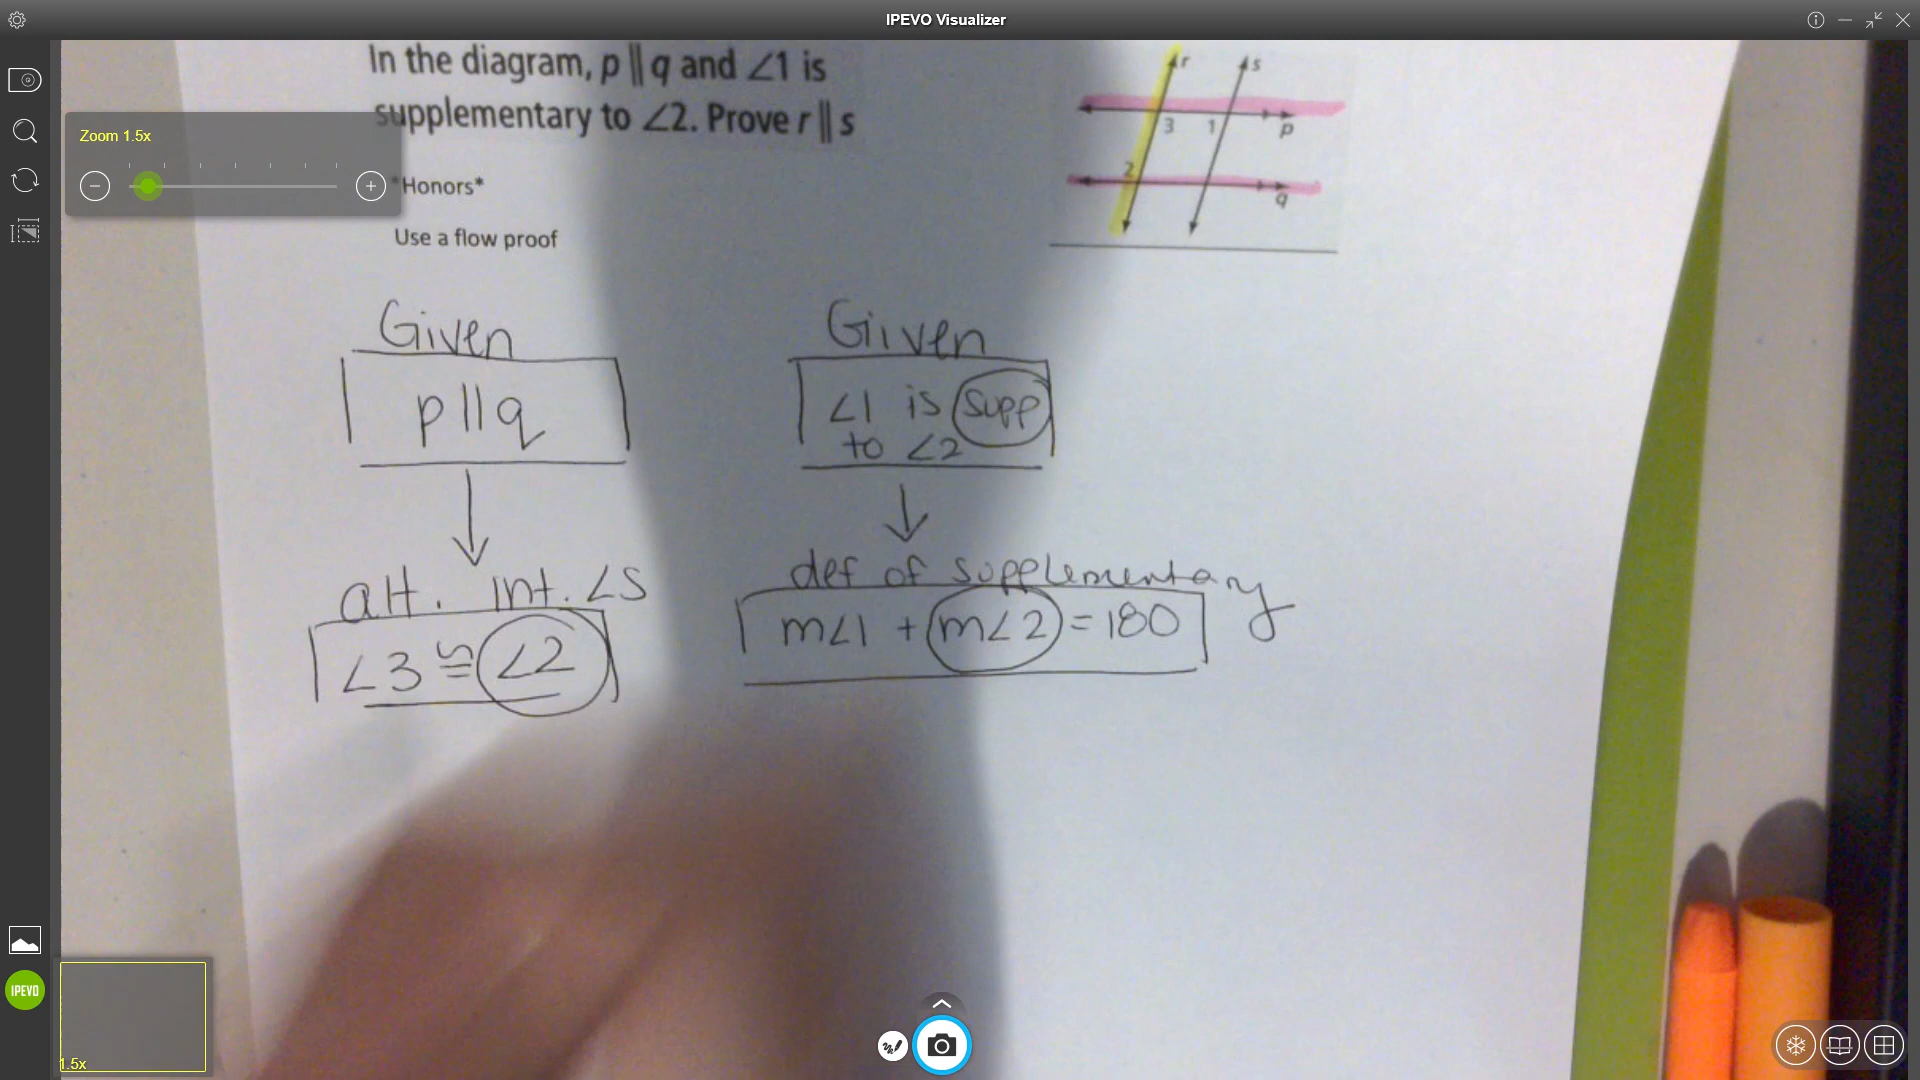 IPEVO Visualizer
In the diagram, p || q and ∠1 is
supplementary to ∠2. Prove r || s
Zoom 1.5x
*Honors*
Use a flow proof
r
s
3
1
p
2
q
Given
p || q
Given
∠1 is supp
to ∠2
alt. int. ∠s
∠3 ≅ ∠2
def of supplementary
m∠1 + m∠2 = 180
IPEVO
1.5x